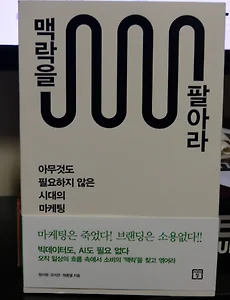 맥락을
팔아라
아무것도
필요하지 않은
시대의
마케팅
마케팅은 죽었다! 브랜딩은 소용없다!!
빅데이터도, AI도 필요 없다
오직 일상의 흐름 속에서 소비의 '맥락'을 찾고 엮어라
지음